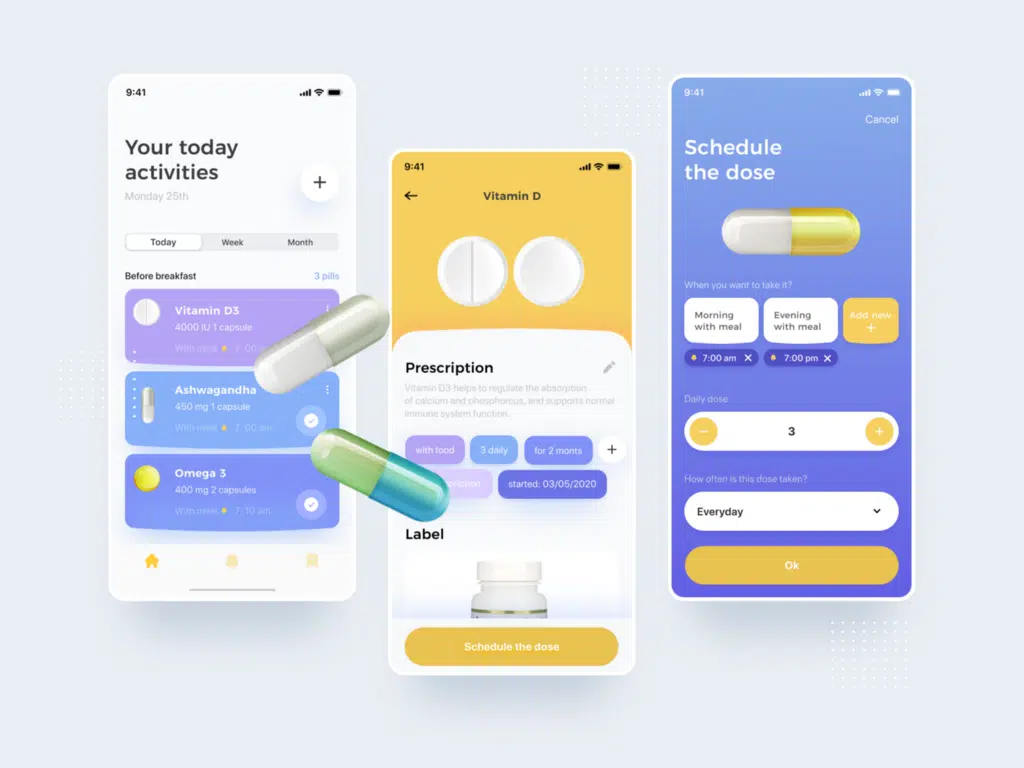 9:41
Your today
activities
Monday 25th
Today
Week
Month
Before breakfast
3 pills
Vitamin D3
4000 IU 1 capsule
With meal
7:00 am
Ashwagandha
450 mg 1 capsule
With meal
7:00 am
Omega 3
400 mg 2 capsules
With meal
7:10 am
9:41
Vitamin D
Prescription
Vitamin D3 helps to regulate the absorption
of calcium and phosphorous, and supports normal
immune system function.
with food
3 daily
for 2 monts
started: 03/05/2020
Label
Schedule the dose
9:41
Cancel
Schedule
the dose
When you want to take it?
Morning
with meal
Evening
with meal
Add new
+
7:00 am
7:00 pm
Daily dose
3
How often is this dose taken?
Everyday
Ok